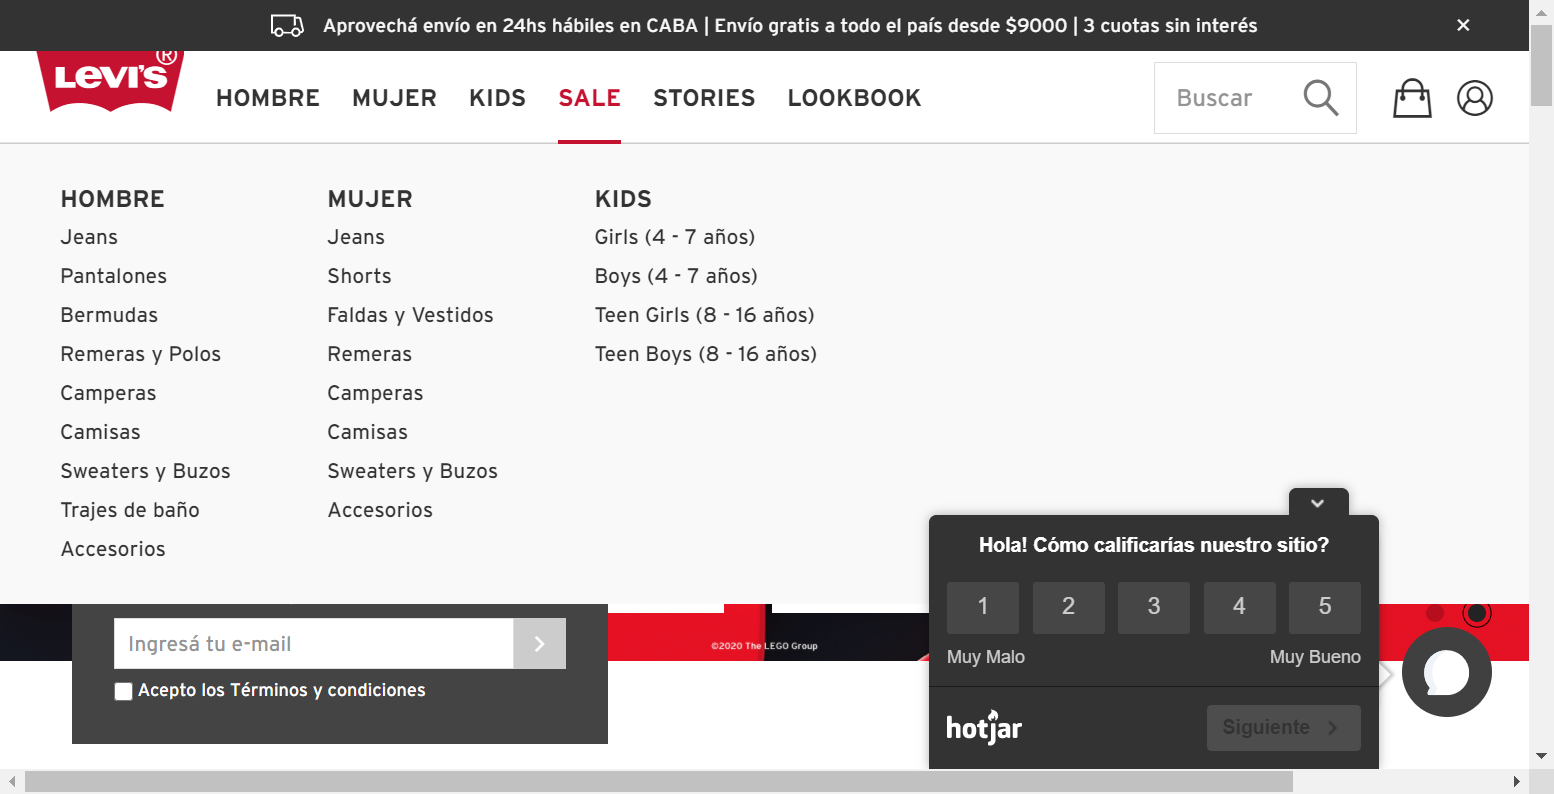 Aprovechá envío en 24hs hábiles en CABA | Envío gratis a todo el país desde $9000 | 3 cuotas sin interés
Levi's ®
HOMBRE MUJER KIDS SALE STORIES LOOKBOOK
Buscar
HOMBRE
Jeans
Pantalones
Bermudas
Remeras y Polos
Camperas
Camisas
Sweaters y Buzos
Trajes de baño
Accesorios
MUJER
Jeans
Shorts
Faldas y Vestidos
Remeras
Camperas
Camisas
Sweaters y Buzos
Accesorios
KIDS
Girls (4 - 7 años)
Boys (4 - 7 años)
Teen Girls (8 - 16 años)
Teen Boys (8 - 16 años)
Ingresá tu e-mail
Acepto los Términos y condiciones
©2020 The LEGO Group
Hola! Cómo calificarías nuestro sitio?
1 2 3 4 5
Muy Malo Muy Bueno
hotjar
Siguiente